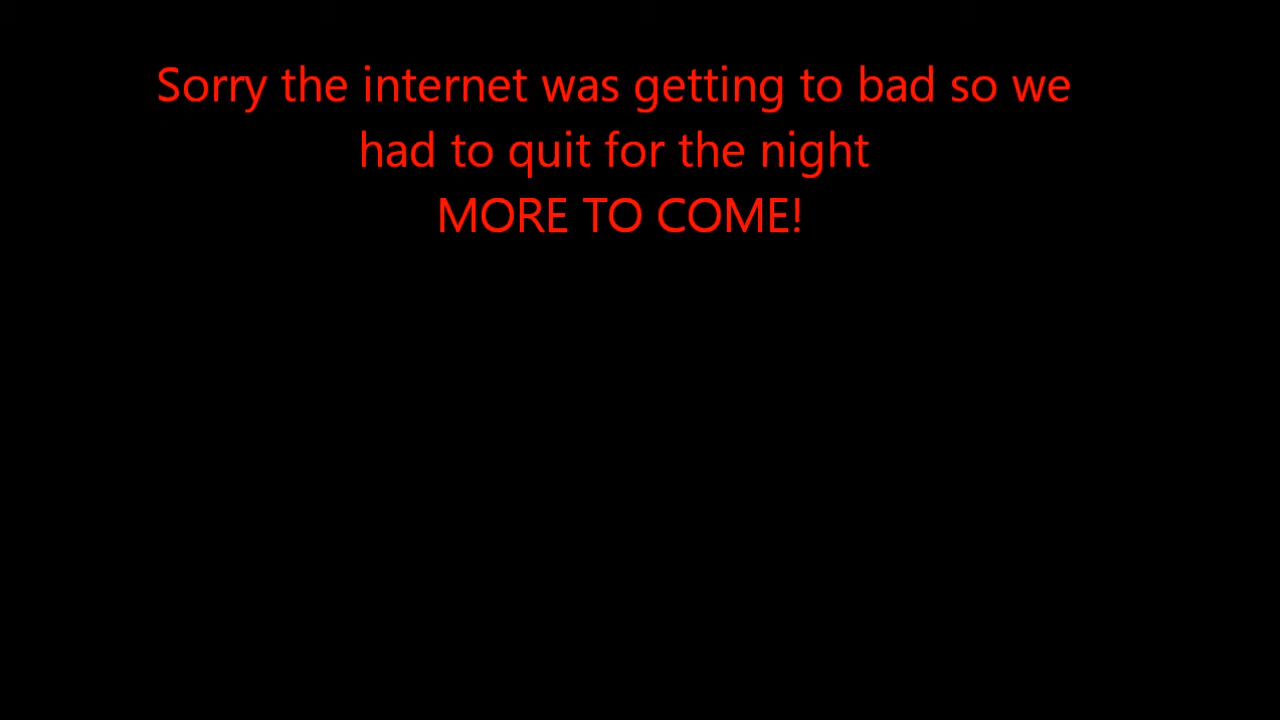 Sorry the internet was getting to bad so we
had to quit for the night
MORE TO COME!